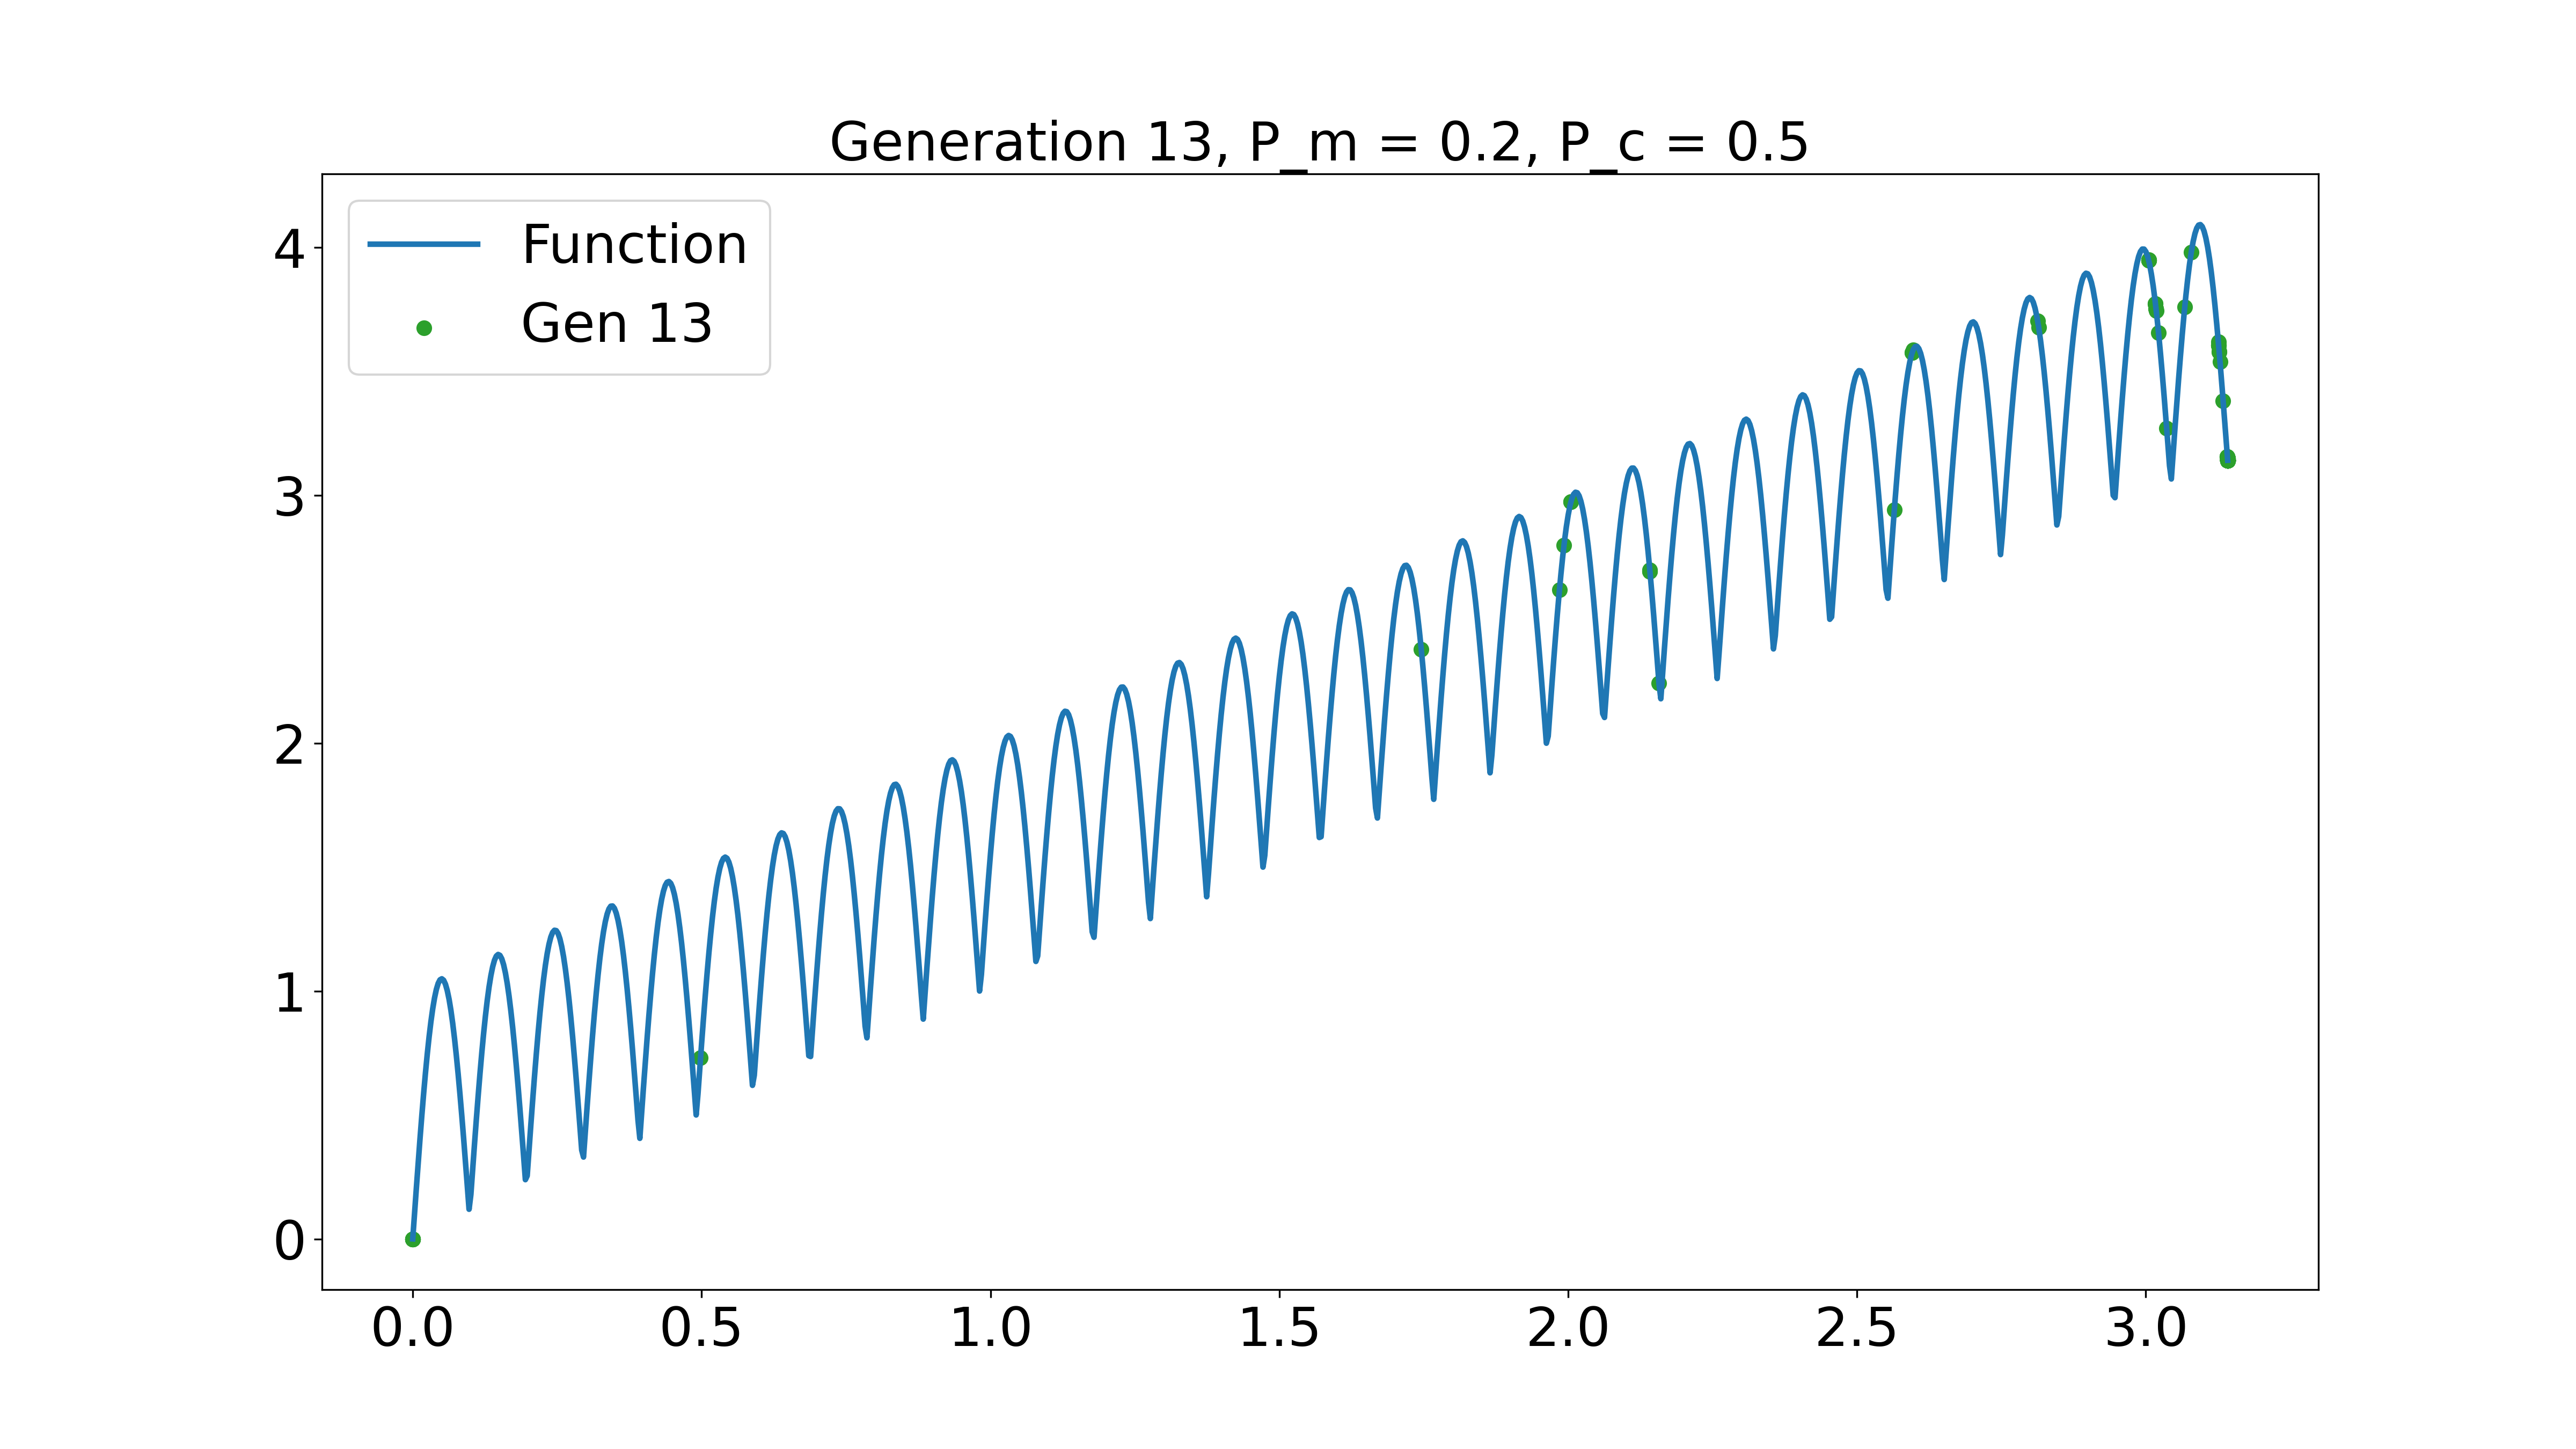 Generation 13, P_m = 0.2, P_c = 0.5
Function
Gen 13
4
3
2
1
0
0.0 0.5 1.0 1.5 2.0 2.5 3.0